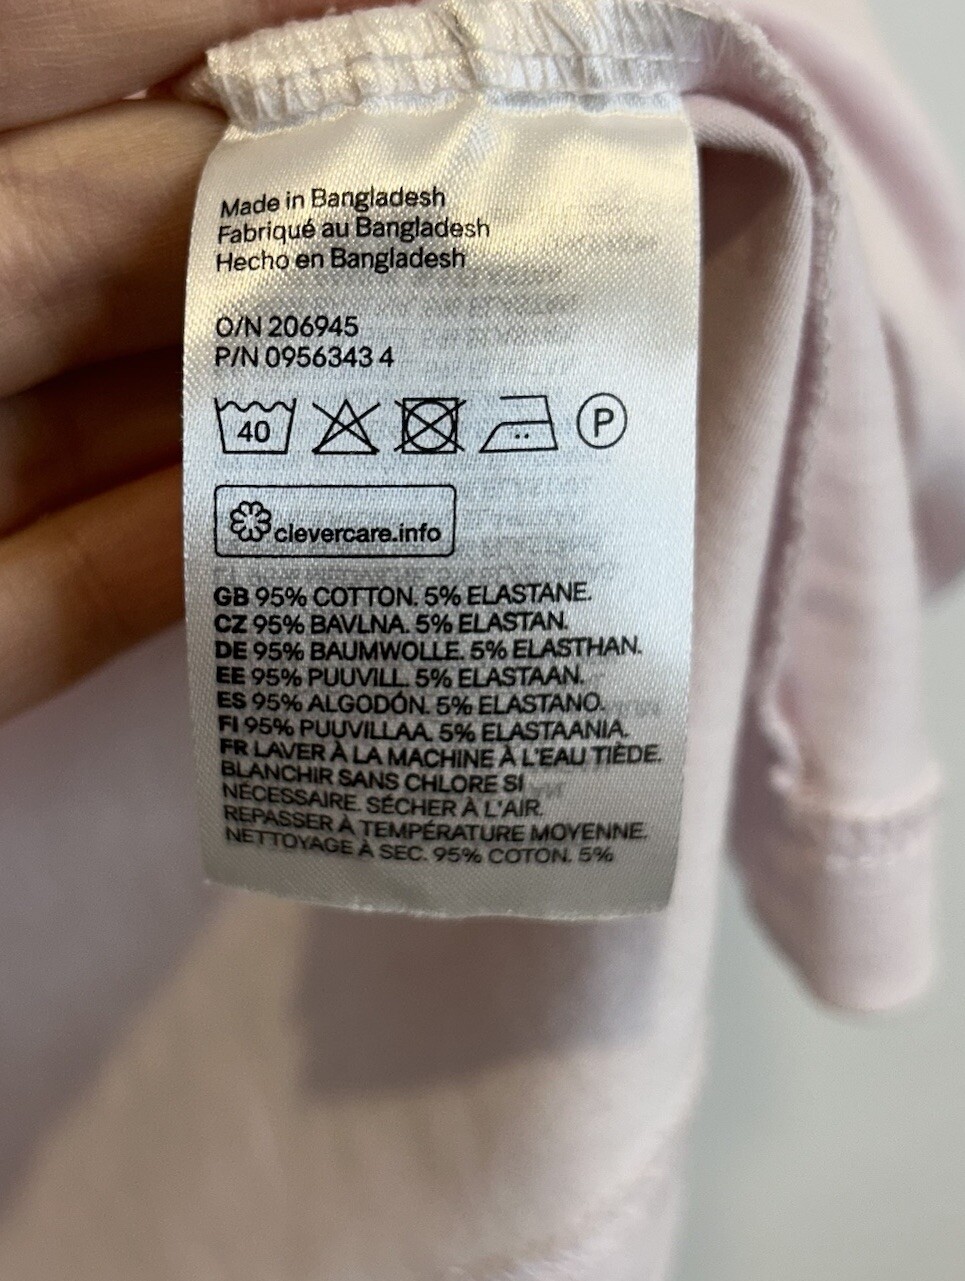 Made in Bangladesh
Fabriqué au Bangladesh
Hecho en Bangladesh
O/N 206945
P/N 0956343 4
40 P
clevercare.info
GB 95% COTTON. 5% ELASTANE.
CZ 95% BAVLNA. 5% ELASTAN.
DE 95% BAUMWOLLE. 5% ELASTHAN.
EE 95% PUUVILL. 5% ELASTAAN.
ES 95% ALGODÓN. 5% ELASTANO.
FI 95% PUUVILLAA. 5% ELASTAANIA.
FR LAVER À LA MACHINE À L'EAU TIÈDE.
BLANCHIR SANS CHLORE SI
NÉCESSAIRE. SÉCHER À L'AIR.
REPASSER À TEMPÉRATURE MOYENNE.
NETTOYAGE À SEC. 95% COTON. 5%